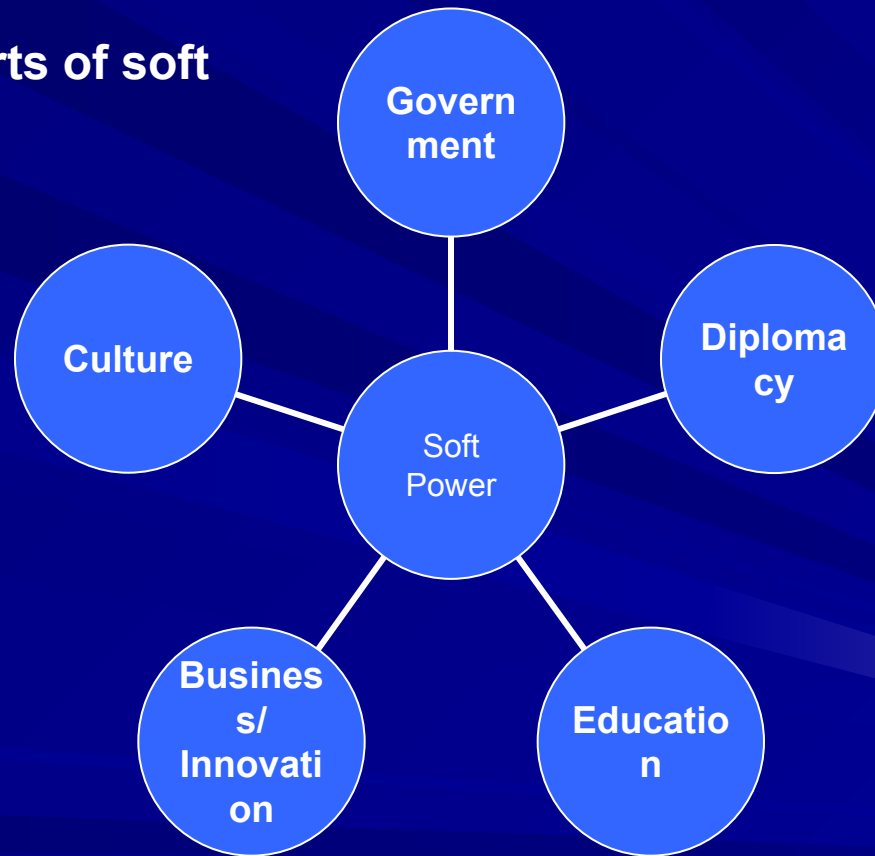 rts of soft
Govern
ment
Culture
Diploma
cy
Soft
Power
Busines
s/
Innovati
on
Educatio
n